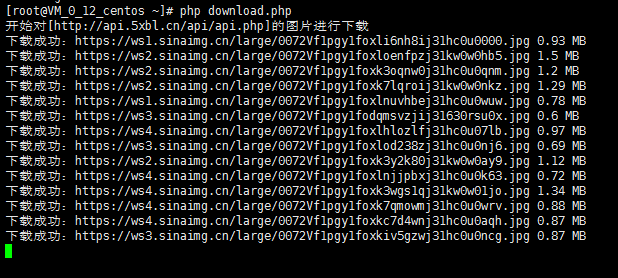 [root@VM_0_12_centos ~]# php download.php
开始对[http://api.5xbl.cn/api/api.php]的图片进行下载
下载成功：https://ws1.sinaimg.cn/large/0072Vf1pgy1foxli6nh8ij31hc0u0000.jpg 0.93 MB
下载成功：https://ws2.sinaimg.cn/large/0072Vf1pgy1foxloenfpzj31kw0w0hb5.jpg 1.5 MB
下载成功：https://ws2.sinaimg.cn/large/0072Vf1pgy1foxk3oqnw0j31hc0u0qnm.jpg 1.2 MB
下载成功：https://ws2.sinaimg.cn/large/0072Vf1pgy1foxk7lqroij31kw0w0nkz.jpg 1.29 MB
下载成功：https://ws1.sinaimg.cn/large/0072Vf1pgy1foxlnuvhbej31hc0u0wuw.jpg 0.78 MB
下载成功：https://ws3.sinaimg.cn/large/0072Vf1pgy1fodqmsvzjij31630rsu0x.jpg 0.6 MB
下载成功：https://ws4.sinaimg.cn/large/0072Vf1pgy1foxlhlozlfj31hc0u07lb.jpg 0.97 MB
下载成功：https://ws3.sinaimg.cn/large/0072Vf1pgy1foxlod238zj31hc0u0nj6.jpg 0.69 MB
下载成功：https://ws2.sinaimg.cn/large/0072Vf1pgy1foxk3y2k80j31kw0w0ay9.jpg 1.12 MB
下载成功：https://ws4.sinaimg.cn/large/0072Vf1pgy1foxlnjjpbxj31hc0u0k63.jpg 0.72 MB
下载成功：https://ws4.sinaimg.cn/large/0072Vf1pgy1foxk3wgs1qj31kw0w01jo.jpg 1.34 MB
下载成功：https://ws4.sinaimg.cn/large/0072Vf1pgy1foxk7qmowmj31hc0u0wrv.jpg 0.88 MB
下载成功：https://ws4.sinaimg.cn/large/0072Vf1pgy1foxkc7d4wnj31hc0u0aqh.jpg 0.87 MB
下载成功：https://ws3.sinaimg.cn/large/0072Vf1pgy1foxkiv5gzwj31hc0u0ncg.jpg 0.87 MB